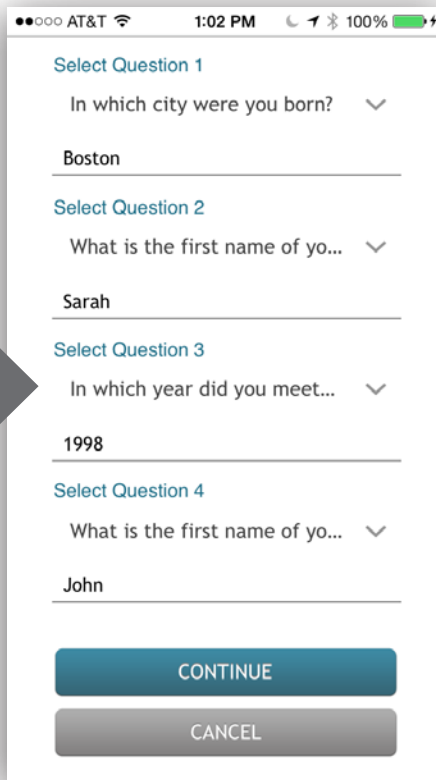 AT&T 1:02 PM 100%
Select Question 1
In which city were you born?
Boston
Select Question 2
What is the first name of yo...
Sarah
Select Question 3
In which year did you meet...
1998
Select Question 4
What is the first name of yo...
John
CONTINUE
CANCEL